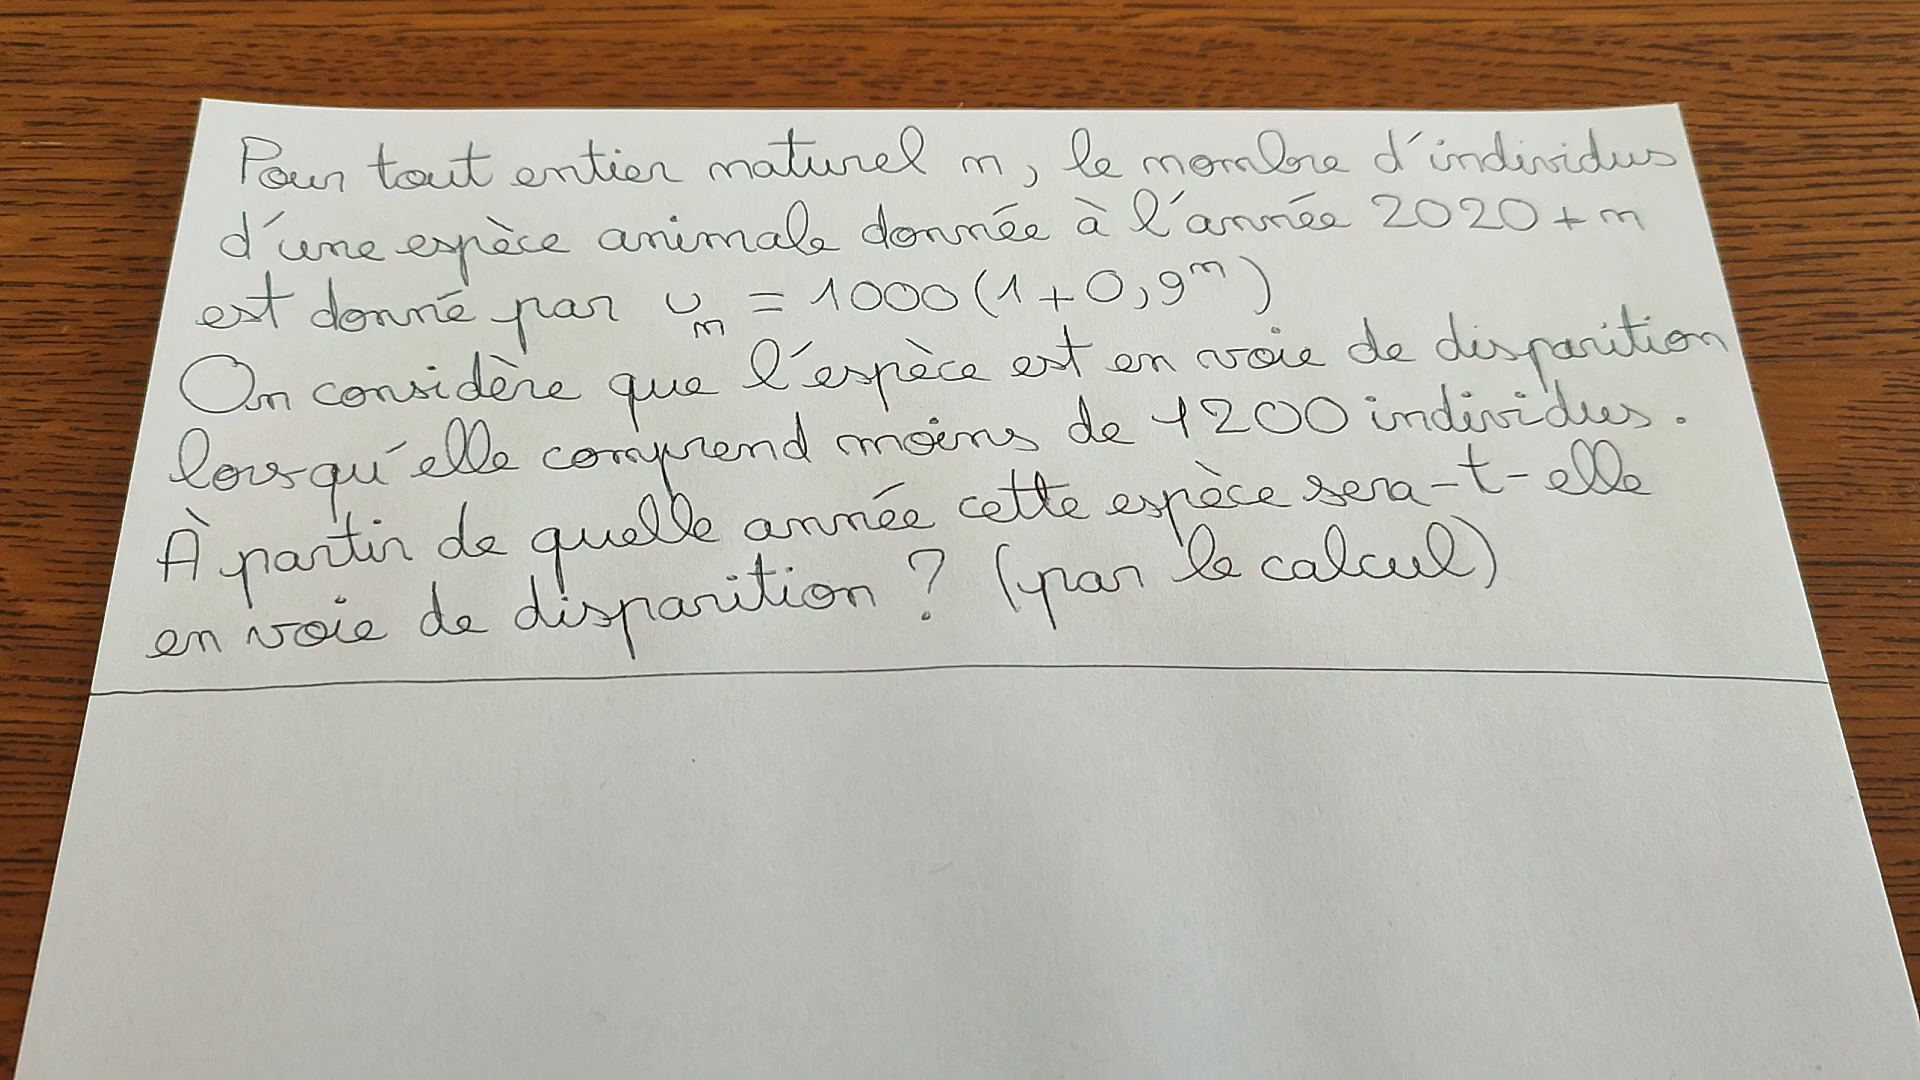 Pour tout entier naturel n, le nombre d'individus
d'une espèce animale donnée à l'année 2020 + n
est donné par uₙ = 1000(1 + 0,9ⁿ)
On considère que l'espèce est en voie de disparition
lorsqu'elle comprend moins de 1200 individus.
À partir de quelle année cette espèce sera-t-elle
en voie de disparition ? (par le calcul)